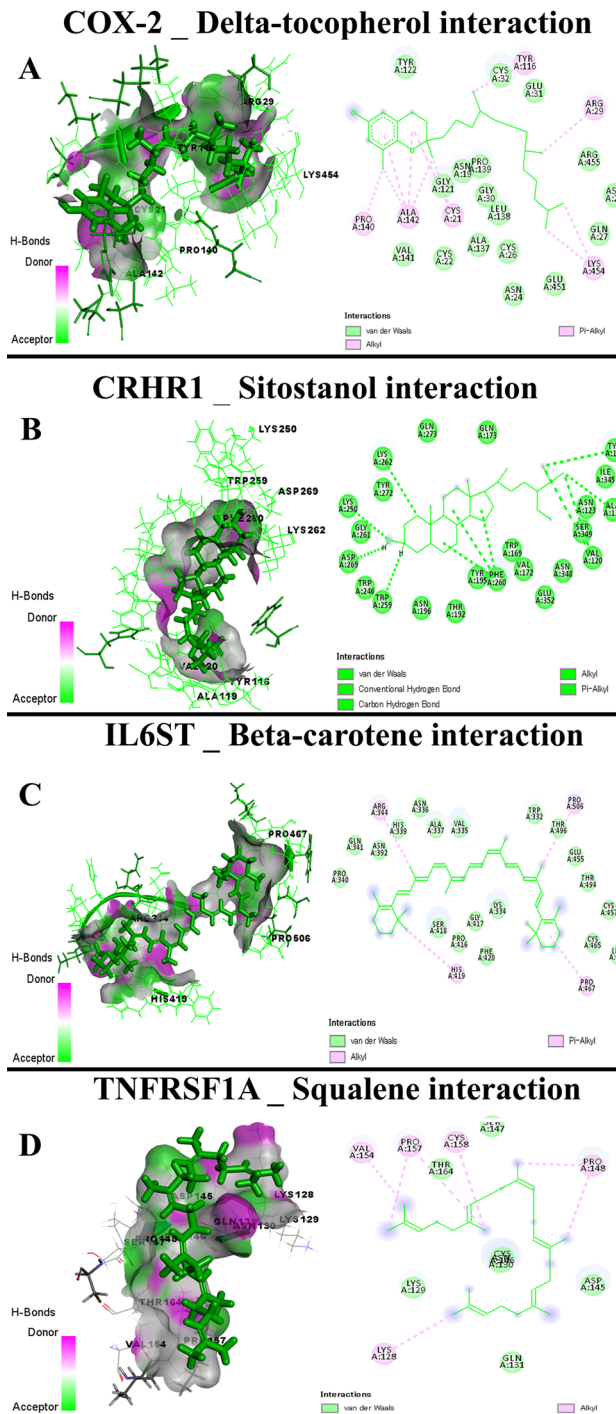 COX-2 _ Delta-tocopherol interaction
A
ARG29
TYR116
LYS454
CYS21
PRO140
ALA142
H-Bonds
Donor
Acceptor
TYR
A:122
CYS
A:32
TYR
A:116
GLU
A:31
ARG
A:29
ARG
A:455
ASN
A:19
PRO
A:139
GLY
A:121
GLY
A:30
PRO
A:140
ALA
A:142
CYS
A:21
LEU
A:138
GLN
A:27
VAL
A:141
CYS
A:22
ALA
A:137
CYS
A:26
LYS
A:454
GLU
A:451
ASN
A:24
Interactions
van der Waals
Alkyl
Pi-Alkyl
CRHR1 _ Sitostanol interaction
B
LYS250
TRP259
ASP269
PHE260
LYS262
VAL120
TYR116
ALA119
H-Bonds
Donor
Acceptor
GLN
A:273
GLN
A:173
LYS
A:262
TYR
A:272
ILE
A:345
LYS
A:250
ASN
A:123
GLY
A:261
SER
A:349
ASP
A:269
H
H
TRP
A:169
VAL
A:120
TRP
A:246
TRP
A:259
TYR
A:195
PHE
A:260
VAL
A:172
ASN
A:348
ASN
A:196
THR
A:192
GLU
A:352
Interactions
van der Waals
Conventional Hydrogen Bond
Carbon Hydrogen Bond
Alkyl
Pi-Alkyl
IL6ST _ Beta-carotene interaction
C
PRO467
ARG344
PRO506
HIS419
H-Bonds
Donor
Acceptor
ARG
A:344
ASN
A:336
TRP
A:332
PRO
A:506
HIS
A:339
ALA
A:337
VAL
A:335
THR
A:496
GLN
A:341
ASN
A:392
GLU
A:455
PRO
A:340
THR
A:494
LYS
A:334
SER
A:418
GLY
A:417
PRO
A:416
CYS
A:465
PHE
A:420
HIS
A:419
PRO
A:467
Interactions
van der Waals
Alkyl
Pi-Alkyl
TNFRSF1A _ Squalene interaction
D
ASP145
LYS128
GLN131
ASN130
LYS129
THR164
VAL154
H-Bonds
Donor
Acceptor
SER
A:147
VAL
A:154
PRO
A:157
CYS
A:158
THR
A:164
PRO
A:148
A:130
LYS
A:129
ASP
A:145
LYS
A:128
GLN
A:131
Interactions
van der Waals
Alkyl